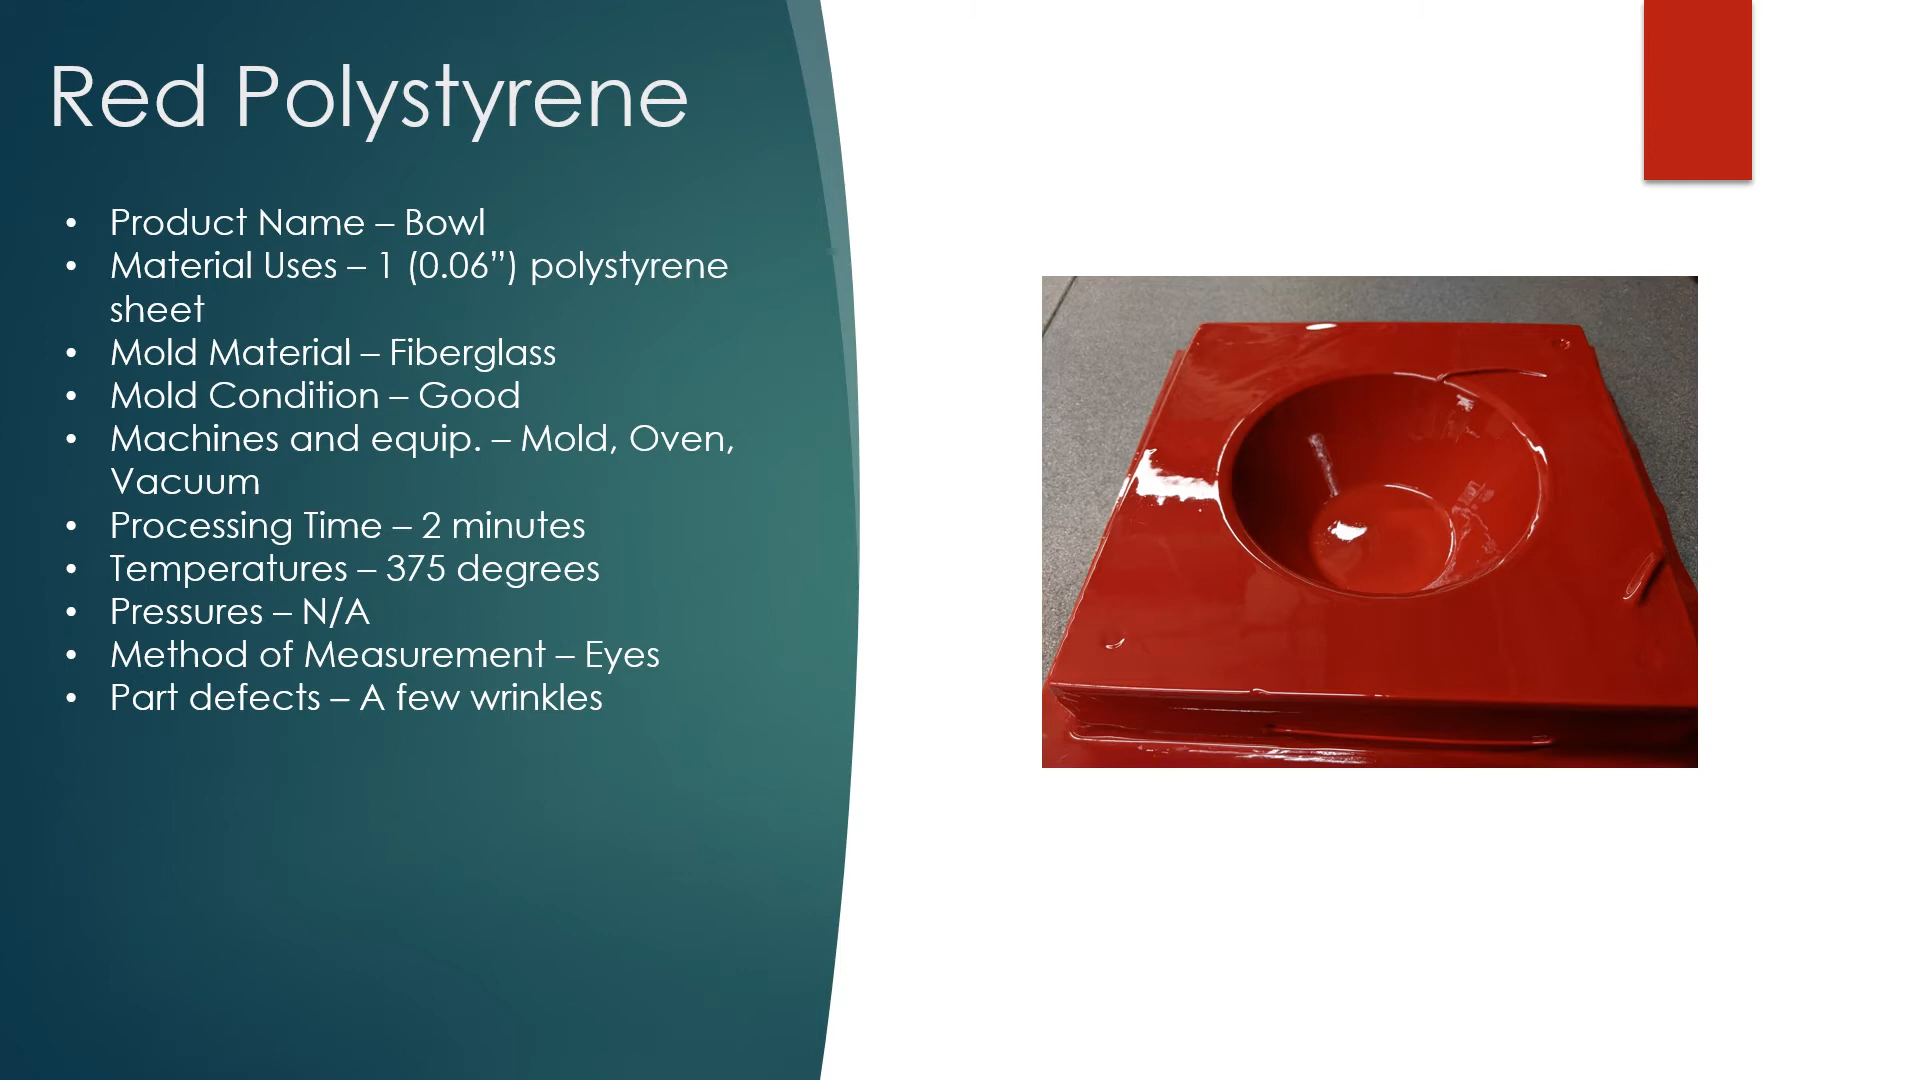 Red Polystyrene
• Product Name – Bowl
• Material Uses – 1 (0.06”) polystyrene
sheet
• Mold Material – Fiberglass
• Mold Condition – Good
• Machines and equip. – Mold, Oven,
Vacuum
• Processing Time – 2 minutes
• Temperatures – 375 degrees
• Pressures – N/A
• Method of Measurement – Eyes
• Part defects – A few wrinkles